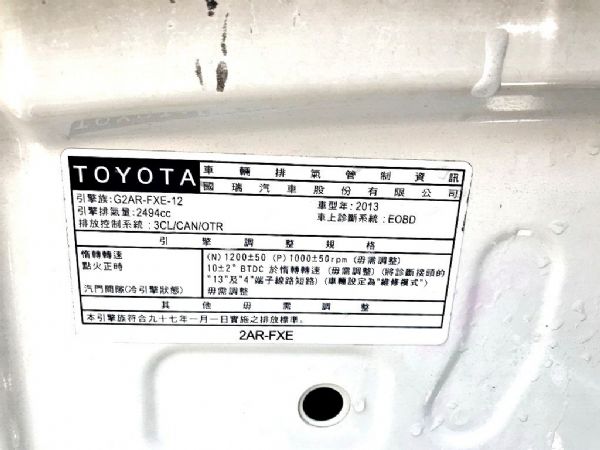 TOYOTA 車輛排氣管制資訊
國瑞汽車股份有限公司
引擎族:G2AR-FXE-12 車型年:2013
引擎排氣量:2494cc 車上診斷系統:EOBD
排放控制系統:3CL/CAN/OTR
引擎調整規格
惰轉轉速 (N)1200±50 (P)1000±50rpm (毋需調整)
點火正時 10±2° BTDC 於惰轉轉速 (毋需調整)(將診斷接頭的
"13"及"4"端子線路短路)(車輛設定為"維修模式")
汽門間隙(冷引擎狀態) 毋需調整
其他毋需調整
本引擎族符合九十七年一月一日實施之排放標準。
2AR-FXE